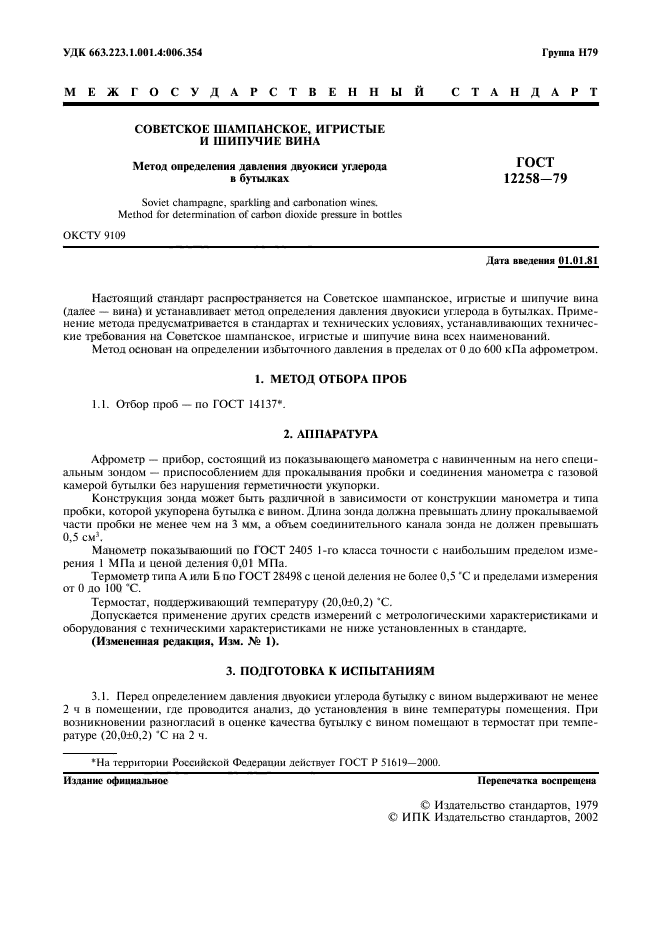 УДК 663.223.1.001.4:006.354
Группа Н79
МЕЖГОСУДАРСТВЕННЫЙ СТАНДАРТ
СОВЕТСКОЕ ШАМПАНСКОЕ, ИГРИСТЫЕ
И ШИПУЧИЕ ВИНА
Метод определения давления двуокиси углерода
в бутылках
Soviet champagne, sparkling and carbonation wines.
Method for determination of carbon dioxide pressure in bottles
ГОСТ
12258—79
ОКСТУ 9109
Дата введения 01.01.81
Настоящий стандарт распространяется на Советское шампанское, игристые и шипучие вина
(далее — вина) и устанавливает метод определения давления двуокиси углерода в бутылках. Приме-
нение метода предусматривается в стандартах и технических условиях, устанавливающих техничес-
кие требования на Советское шампанское, игристые и шипучие вина всех наименований.
Метод основан на определении избыточного давления в пределах от 0 до 600 кПа афрометром.
1. МЕТОД ОТБОРА ПРОБ
1.1. Отбор проб — по ГОСТ 14137*.
2. АППАРАТУРА
Афрометр — прибор, состоящий из показывающего манометра с навинченным на него специ-
альным зондом — приспособлением для прокалывания пробки и соединения манометра с газовой
камерой бутылки без нарушения герметичности укупорки.
Конструкция зонда может быть различной в зависимости от конструкции манометра и типа
пробки, которой укупорена бутылка с вином. Длина зонда должна превышать длину прокалываемой
части пробки не менее чем на 3 мм, а объем соединительного канала зонда не должен превышать
0,5 см³.
Манометр показывающий по ГОСТ 2405 1-го класса точности с наибольшим пределом изме-
рения 1 МПа и ценой деления 0,01 МПа.
Термометр типа А или Б по ГОСТ 28498 с ценой деления не более 0,5 °С и пределами измерения
от 0 до 100 °С.
Термостат, поддерживающий температуру (20,0±0,2) °С.
Допускается применение других средств измерений с метрологическими характеристиками и
оборудования с техническими характеристиками не ниже установленных в стандарте.
(Измененная редакция, Изм. № 1).
3. ПОДГОТОВКА К ИСПЫТАНИЯМ
3.1. Перед определением давления двуокиси углерода бутылку с вином выдерживают не менее
2 ч в помещении, где проводится анализ, до установления в вине температуры помещения. При
возникновении разногласий в оценке качества бутылку с вином помещают в термостат при темпе-
ратуре (20,0±0,2) °С на 2 ч.
*На территории Российской Федерации действует ГОСТ Р 51619—2000.
Издание официальное
Перепечатка воспрещена
© Издательство стандартов, 1979
© ИПК Издательство стандартов, 2002